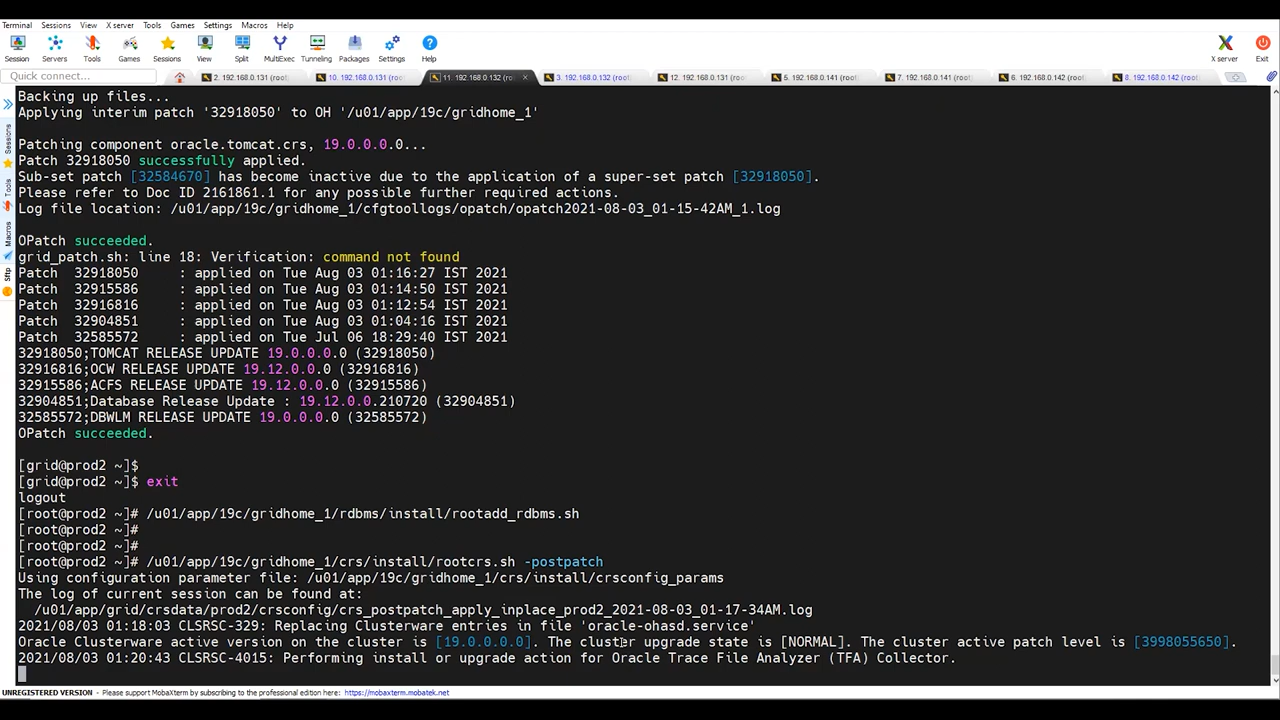 Terminal Sessions View X server Tools Games Settings Macros Help
Session Servers Tools Games Sessions View Split MultiExec Tunneling Packages Settings Help X server Exit
Quick connect... 2. 192.168.0.131 (root) 10. 192.168.0.131 (roo 11. 192.168.0.132 (roo 3. 192.168.0.132 (root) 12. 192.168.0.131 (roo 5. 192.168.0.141 (root) 7. 192.168.0.141 (root) 6. 192.168.0.142 (root) 8. 192.168.0.142 (root)
Sessions
Tools
Macros
Sftp
Backing up files...
Applying interim patch '32918050' to OH '/u01/app/19c/gridhome_1'
Patching component oracle.tomcat.crs, 19.0.0.0.0...
Patch 32918050 successfully applied.
Sub-set patch [32584670] has become inactive due to the application of a super-set patch [32918050].
Please refer to Doc ID 2161861.1 for any possible further required actions.
Log file location: /u01/app/19c/gridhome_1/cfgtoollogs/opatch/opatch2021-08-03_01-15-42AM_1.log
OPatch succeeded.
grid_patch.sh: line 18: Verification: command not found
Patch  32918050     : applied on Tue Aug 03 01:16:27 IST 2021
Patch  32915586     : applied on Tue Aug 03 01:14:50 IST 2021
Patch  32916816     : applied on Tue Aug 03 01:12:54 IST 2021
Patch  32904851     : applied on Tue Aug 03 01:04:16 IST 2021
Patch  32585572     : applied on Tue Jul 06 18:29:40 IST 2021
32918050;TOMCAT RELEASE UPDATE 19.0.0.0.0 (32918050)
32916816;OCW RELEASE UPDATE 19.12.0.0.0 (32916816)
32915586;ACFS RELEASE UPDATE 19.12.0.0.0 (32915586)
32904851;Database Release Update : 19.12.0.0.210720 (32904851)
32585572;DBWLM RELEASE UPDATE 19.0.0.0.0 (32585572)
OPatch succeeded.
[grid@prod2 ~]$
[grid@prod2 ~]$ exit
logout
[root@prod2 ~]# /u01/app/19c/gridhome_1/rdbms/install/rootadd_rdbms.sh
[root@prod2 ~]#
[root@prod2 ~]#
[root@prod2 ~]# /u01/app/19c/gridhome_1/crs/install/rootcrs.sh -postpatch
Using configuration parameter file: /u01/app/19c/gridhome_1/crs/install/crsconfig_params
The log of current session can be found at:
/u01/app/grid/crsdata/prod2/crsconfig/crs_postpatch_apply_inplace_prod2_2021-08-03_01-17-34AM.log
2021/08/03 01:18:03 CLSRSC-329: Replacing Clusterware entries in file 'oracle-ohasd.service'
Oracle Clusterware active version on the cluster is [19.0.0.0.0]. The cluster upgrade state is [NORMAL]. The cluster active patch level is [3998055650].
2021/08/03 01:20:43 CLSRSC-4015: Performing install or upgrade action for Oracle Trace File Analyzer (TFA) Collector.
UNREGISTERED VERSION - Please support MobaXterm by subscribing to the professional edition here: https://mobaxterm.mobatek.net